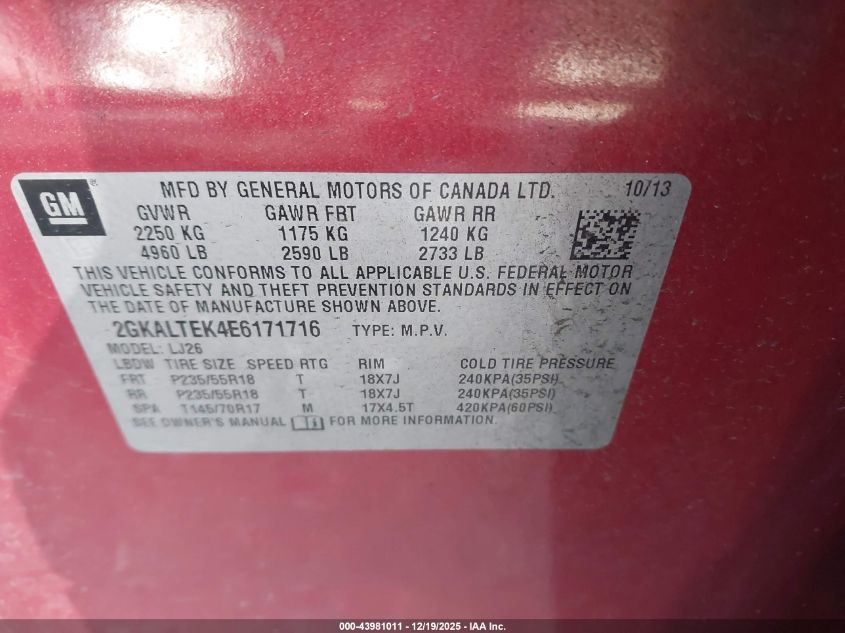 GM
MFD BY GENERAL MOTORS OF CANADA LTD. 10/13
GVWR GAWR FRT GAWR RR
2250 KG 1175 KG 1240 KG
4960 LB 2590 LB 2733 LB
THIS VEHICLE CONFORMS TO ALL APPLICABLE U.S. FEDERAL MOTOR
VEHICLE SAFETY AND THEFT PREVENTION STANDARDS IN EFFECT ON
THE DATE OF MANUFACTURE SHOWN ABOVE.
2GKALTEK4E6171716 TYPE: M.P.V.
MODEL: LJ26
LBDW TIRE SIZE SPEED RTG RIM COLD TIRE PRESSURE
FRT P235/55R18 T 18X7J 240KPA(35PSI)
RR P235/55R18 T 18X7J 240KPA(35PSI)
SPA T145/70R17 M 17X4.5T 420KPA(60PSI)
SEE OWNER'S MANUAL FOR MORE INFORMATION.
000-43981011 - 12/19/2025 - IAA Inc.